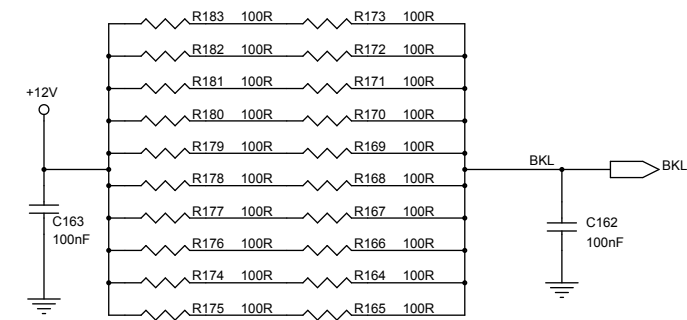 R183 100R R173 100R
R182 100R R172 100R
R181 100R R171 100R
+12V
R180 100R R170 100R
R179 100R R169 100R
BKL BKL
R178 100R R168 100R
R177 100R R167 100R
C163
100nF
C162
100nF
R176 100R R166 100R
R174 100R R164 100R
R175 100R R165 100R